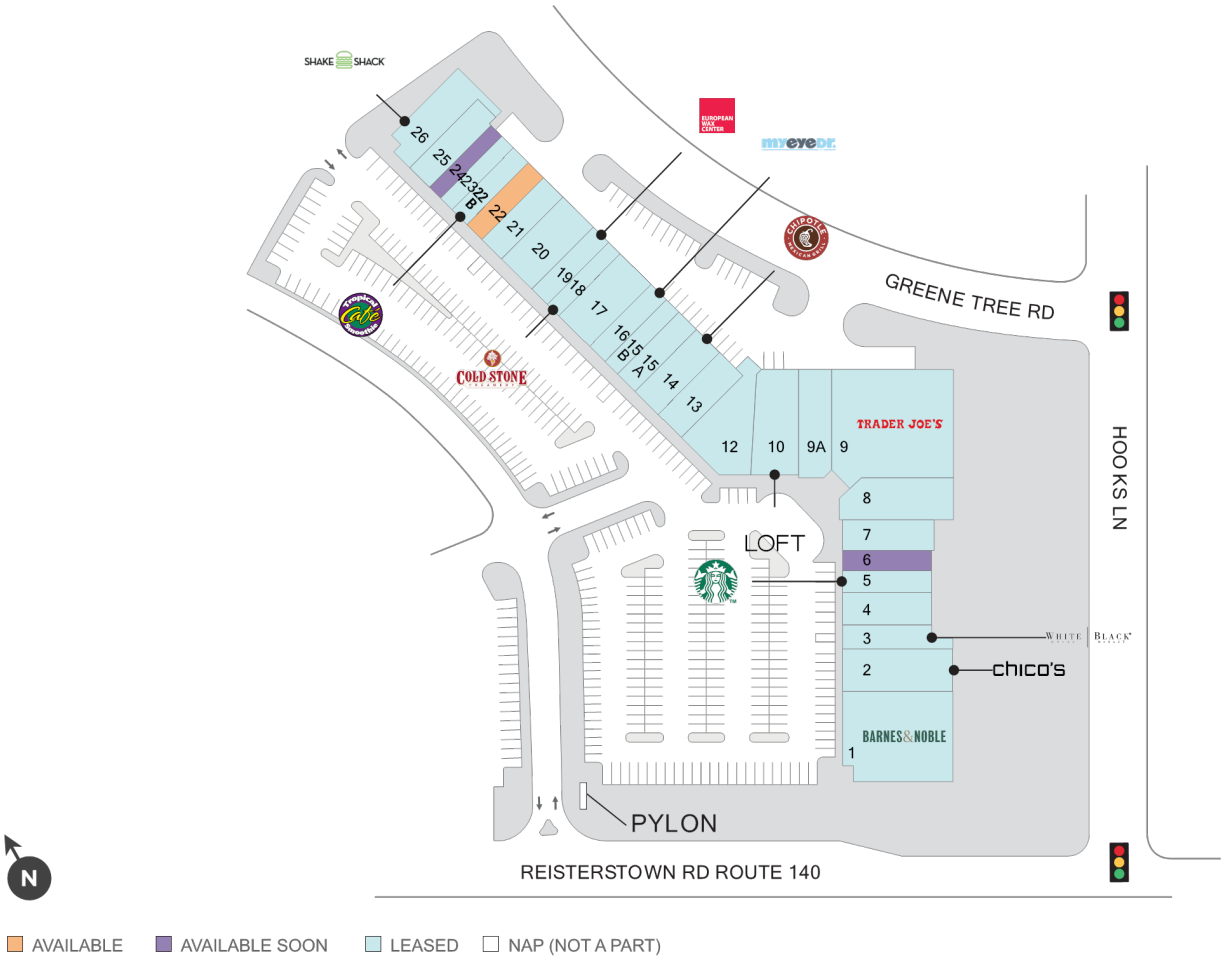 SHAKE SHACK
EUROPEAN
WAX
CENTER
myeyeDr.
CHIPOTLE
MEXICAN GRILL
GREENE TREE RD
HOOKS LN
26
25
24
23
22
B
22
21
20
19
18
17
16
15
B
15
A
14
13
12
10
9A
9
TRADER JOE'S
8
7
6
5
4
3
2
1
BARNES&NOBLE
Tropical
Café
Smoothie
COLD STONE
CREAMERY
LOFT
TM
WHITE BLACK
chico's
PYLON
REISTERSTOWN RD ROUTE 140
N
AVAILABLE
AVAILABLE SOON
LEASED
NAP (NOT A PART)